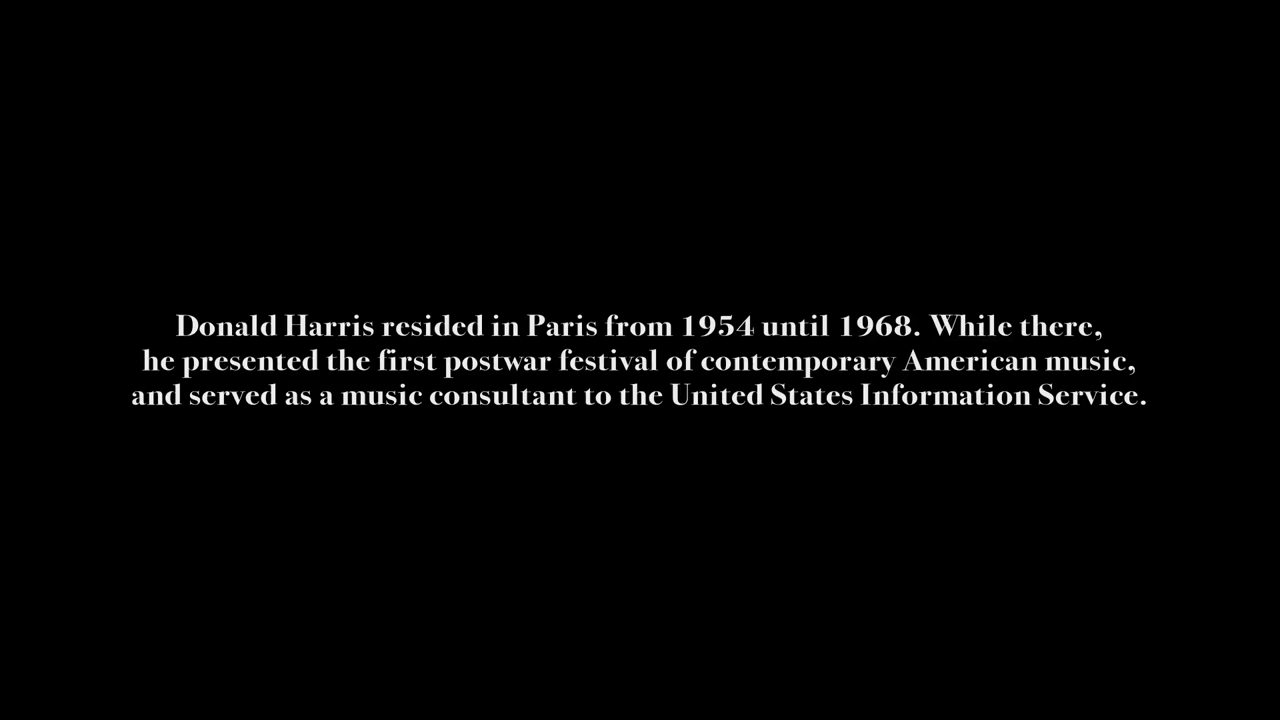 Donald Harris resided in Paris from 1954 until 1968. While there,
he presented the first postwar festival of contemporary American music,
and served as a music consultant to the United States Information Service.